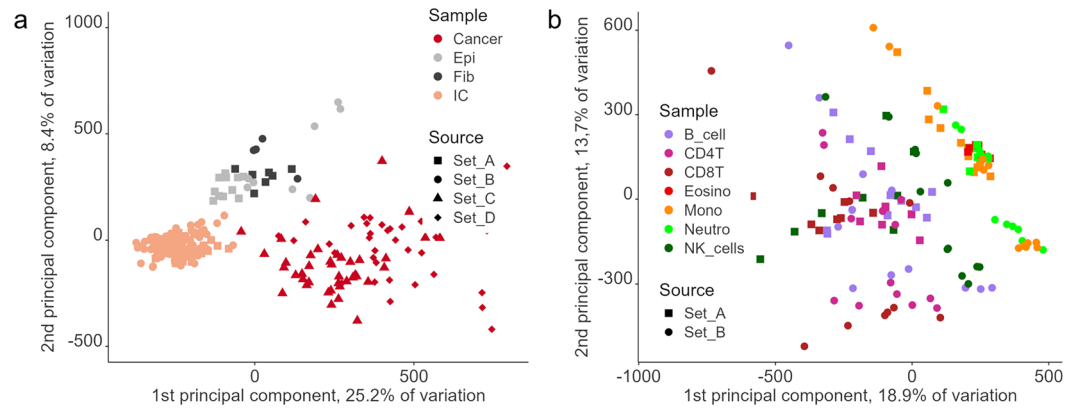 a
2nd principal component, 8.4% of variation
1000
500
0
-500
0
500
1st principal component, 25.2% of variation
Sample
Cancer
Epi
Fib
IC
Source
Set_A
Set_B
Set_C
Set_D
b
2nd principal component, 13,7% of variation
600
300
0
-300
-1000
-500
0
500
1st principal component, 18.9% of variation
Sample
B_cell
CD4T
CD8T
Eosino
Mono
Neutro
NK_cells
Source
Set_A
Set_B